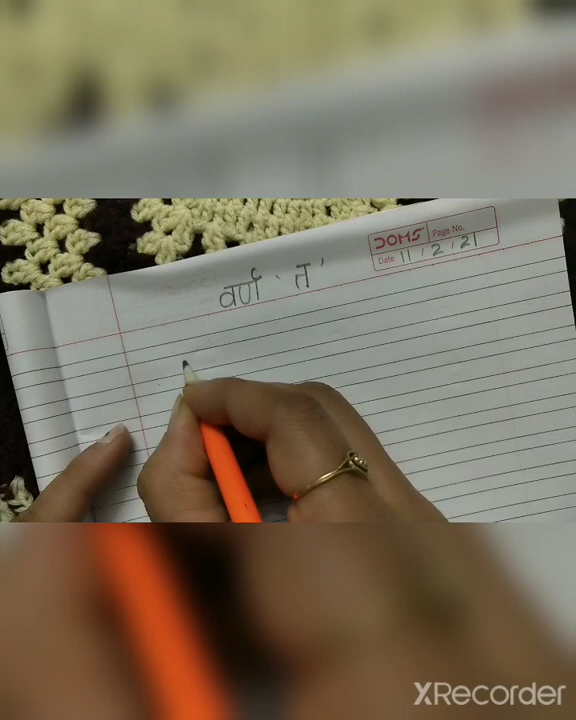 DOMS Page No.
Date 11 / 2 / 21
वर्ण ' त '
XRecorder